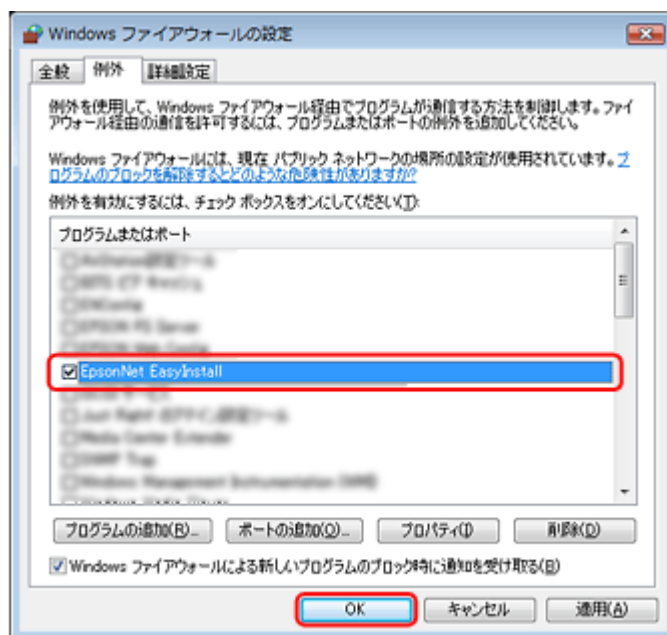 Windows ファイアウォールの設定
全般 例外 詳細設定
例外を使用して、Windows ファイアウォール経由でプログラムが通信する方法を制御します。ファイ
アウォール経由の通信を許可するには、プログラムまたはポートの例外を追加してください。
Windows ファイアウォールには、現在 パブリック ネットワークの場所の設定が使用されています。プ
ログラムのブロックを解除するとどのような危険性がありますか?
例外を有効にするには、チェック ボックスをオンにしてください(T):
プログラムまたはポート
EPSON Web Config
EpsonNet EasyInstall
Media Center Extender
SNMP Trap
Windows Management Instrumentation (WMI)
プログラムの追加(R)... ポートの追加(O)... プロパティ(I) 削除(D)
Windows ファイアウォールによる新しいプログラムのブロック時に通知を受け取る(B)
OK キャンセル 適用(A)